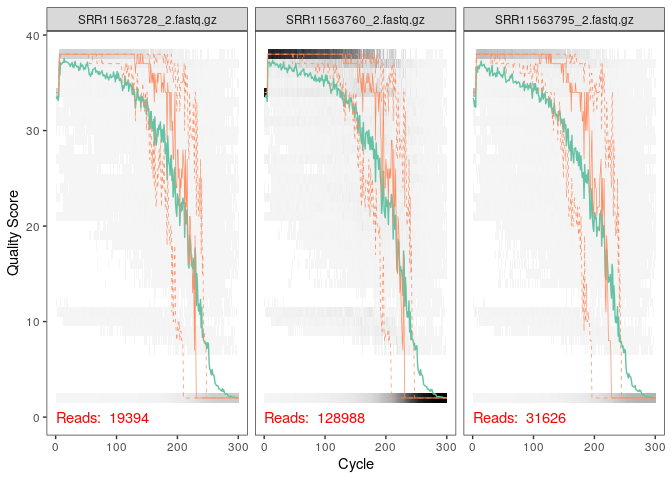 SRR11563728_2.fastq.gz SRR11563760_2.fastq.gz SRR11563795_2.fastq.gz
40
30
20
10
0
Quality Score
Reads: 19394 Reads: 128988 Reads: 31626
0 100 200 300 0 100 200 300 0 100 200 300
Cycle